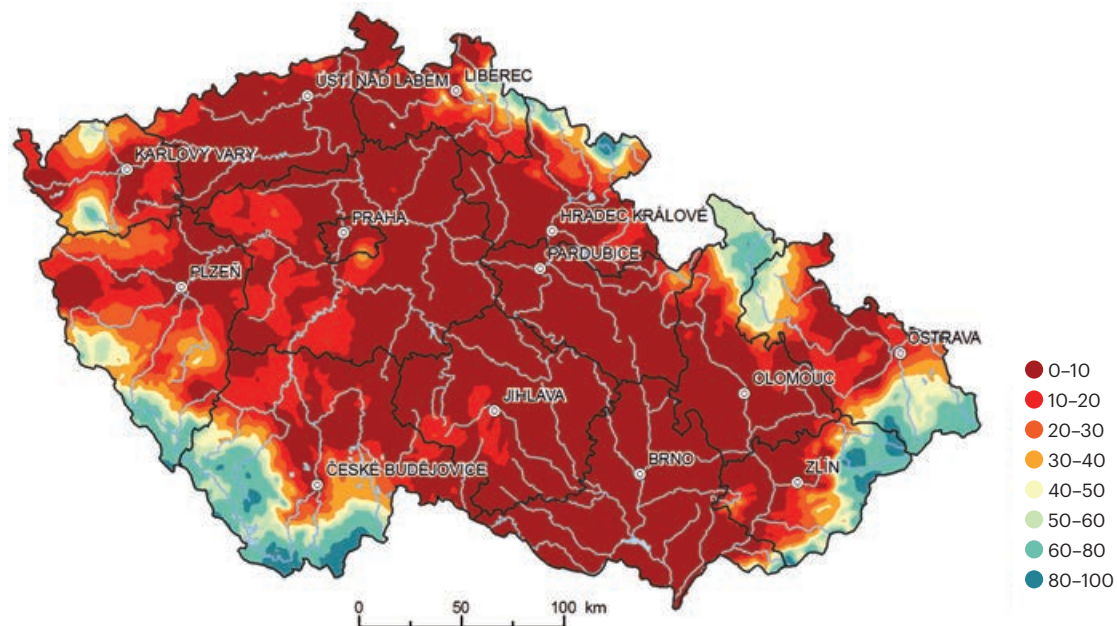 ÚSTÍ NAD LABEM
LIBEREC
KARLOVY VARY
PRAHA
HRADEC KRÁLOVÉ
PARDUBICE
PLZEŇ
OSTRAVA
OLOMOUC
JIHLAVA
BRNO
ZLÍN
ČESKÉ BUDĚJOVICE
0–10
10–20
20–30
30–40
40–50
50–60
60–80
80–100
0 50 100 km